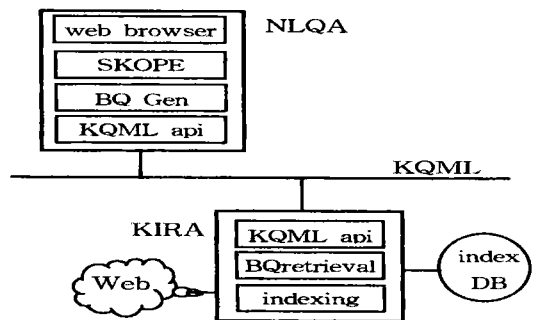 web browser
NLQA
SKOPE
BQ Gen
KQML api
KQML
KIRA
KQML api
BQretrieval
indexing
Web
index
DB